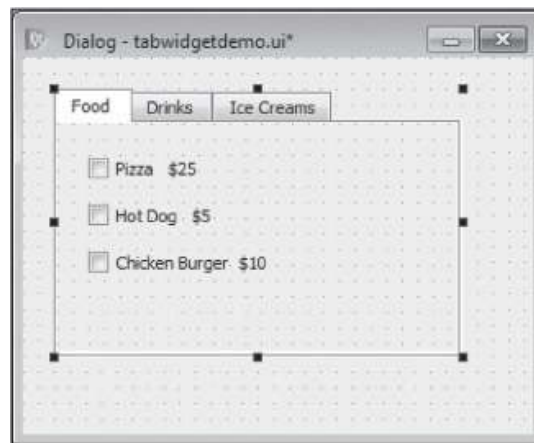 Dialog - tabwidgetdemo.ui*
Food Drinks Ice Creams
Pizza $25
Hot Dog $5
Chicken Burger $10